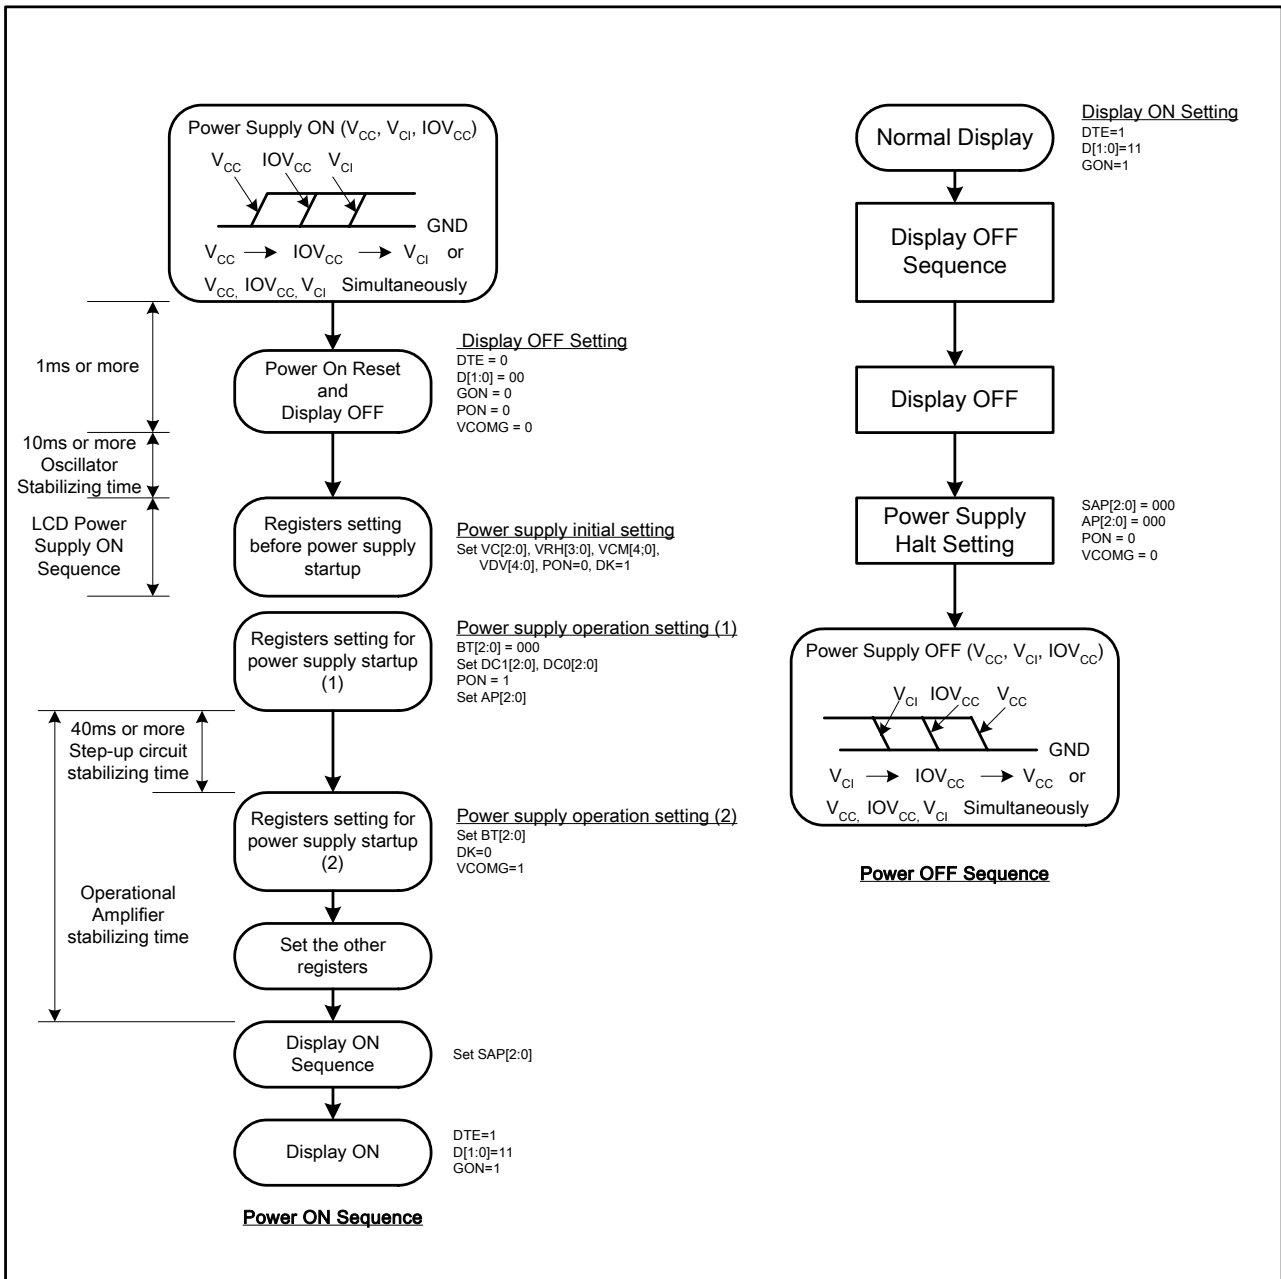 Power Supply ON (VCC, VCI, IOVCC)
VCC IOVCC VCI
GND
VCC IOVCC VCI or
VCC, IOVCC, VCI Simultaneously
1ms or more
Power On Reset
and
Display OFF
Display OFF Setting
DTE = 0
D[1:0] = 00
GON = 0
PON = 0
VCOMG = 0
10ms or more
Oscillator
Stabilizing time
LCD Power
Supply ON
Sequence
Registers setting
before power supply
startup
Power supply initial setting
Set VC[2:0], VRH[3:0], VCM[4;0],
VDV[4:0], PON=0, DK=1
Registers setting for
power supply startup
(1)
Power supply operation setting (1)
BT[2:0] = 000
Set DC1[2:0], DC0[2:0]
PON = 1
Set AP[2:0]
40ms or more
Step-up circuit
stabilizing time
Registers setting for
power supply startup
(2)
Power supply operation setting (2)
Set BT[2:0]
DK=0
VCOMG=1
Operational
Amplifier
stabilizing time
Set the other
registers
Display ON
Sequence
Set SAP[2:0]
Display ON
DTE=1
D[1:0]=11
GON=1
Power ON Sequence
Normal Display
Display ON Setting
DTE=1
D[1:0]=11
GON=1
Display OFF
Sequence
Display OFF
Power Supply
Halt Setting
SAP[2:0] = 000
AP[2:0] = 000
PON = 0
VCOMG = 0
Power Supply OFF (VCC, VCI, IOVCC)
VCI IOVCC VCC
GND
VCI IOVCC VCC or
VCC, IOVCC, VCI Simultaneously
Power OFF Sequence